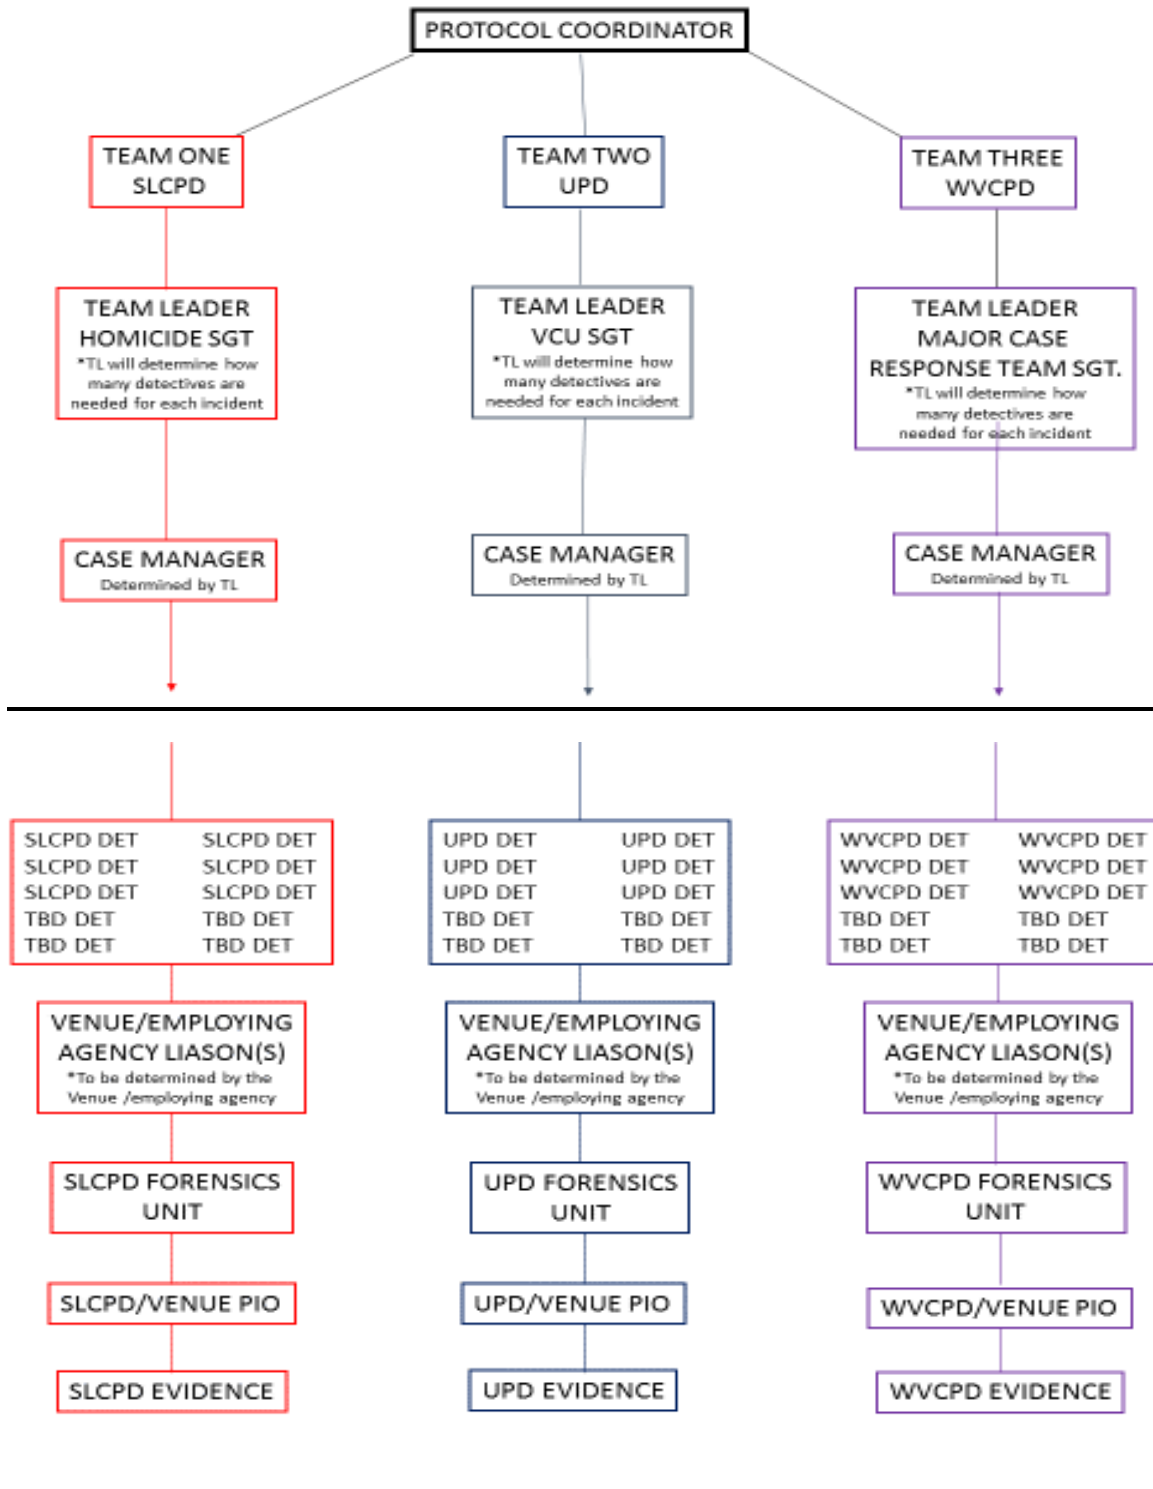 PROTOCOL COORDINATOR
TEAM ONE
SLCPD
TEAM TWO
UPD
TEAM THREE
WVCPD
TEAM LEADER
HOMICIDE SGT
*TL will determine how
many detectives are
needed for each incident
TEAM LEADER
VCU SGT
*TL will determine how
many detectives are
needed for each incident
TEAM LEADER
MAJOR CASE
RESPONSE TEAM SGT.
*TL will determine how
many detectives are
needed for each incident
CASE MANAGER
Determined by TL
CASE MANAGER
Determined by TL
CASE MANAGER
Determined by TL
SLCPD DET SLCPD DET
SLCPD DET SLCPD DET
SLCPD DET SLCPD DET
TBD DET TBD DET
TBD DET TBD DET
UPD DET UPD DET
UPD DET UPD DET
UPD DET UPD DET
TBD DET TBD DET
TBD DET TBD DET
WVCPD DET WVCPD DET
WVCPD DET WVCPD DET
WVCPD DET WVCPD DET
TBD DET TBD DET
TBD DET TBD DET
VENUE/EMPLOYING
AGENCY LIASON(S)
*To be determined by the
Venue /employing agency
VENUE/EMPLOYING
AGENCY LIASON(S)
*To be determined by the
Venue /employing agency
VENUE/EMPLOYING
AGENCY LIASON(S)
*To be determined by the
Venue /employing agency
SLCPD FORENSICS
UNIT
UPD FORENSICS
UNIT
WVCPD FORENSICS
UNIT
SLCPD/VENUE PIO
UPD/VENUE PIO
WVCPD/VENUE PIO
SLCPD EVIDENCE
UPD EVIDENCE
WVCPD EVIDENCE